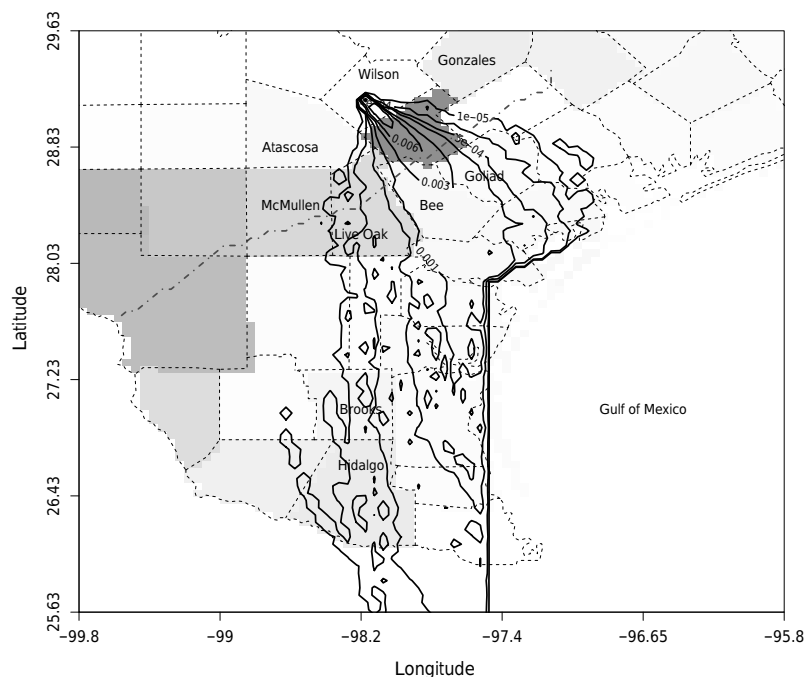 29.63
28.83
28.03
27.23
26.43
25.63
Latitude
Wilson
Gonzales
1e−05
5e−04
0.006
0.003
Atascosa
Goliad
McMullen
Bee
Live Oak
0.001
Brooks
Gulf of Mexico
Hidalgo
−99.8
−99
−98.2
−97.4
−96.65
−95.8
Longitude